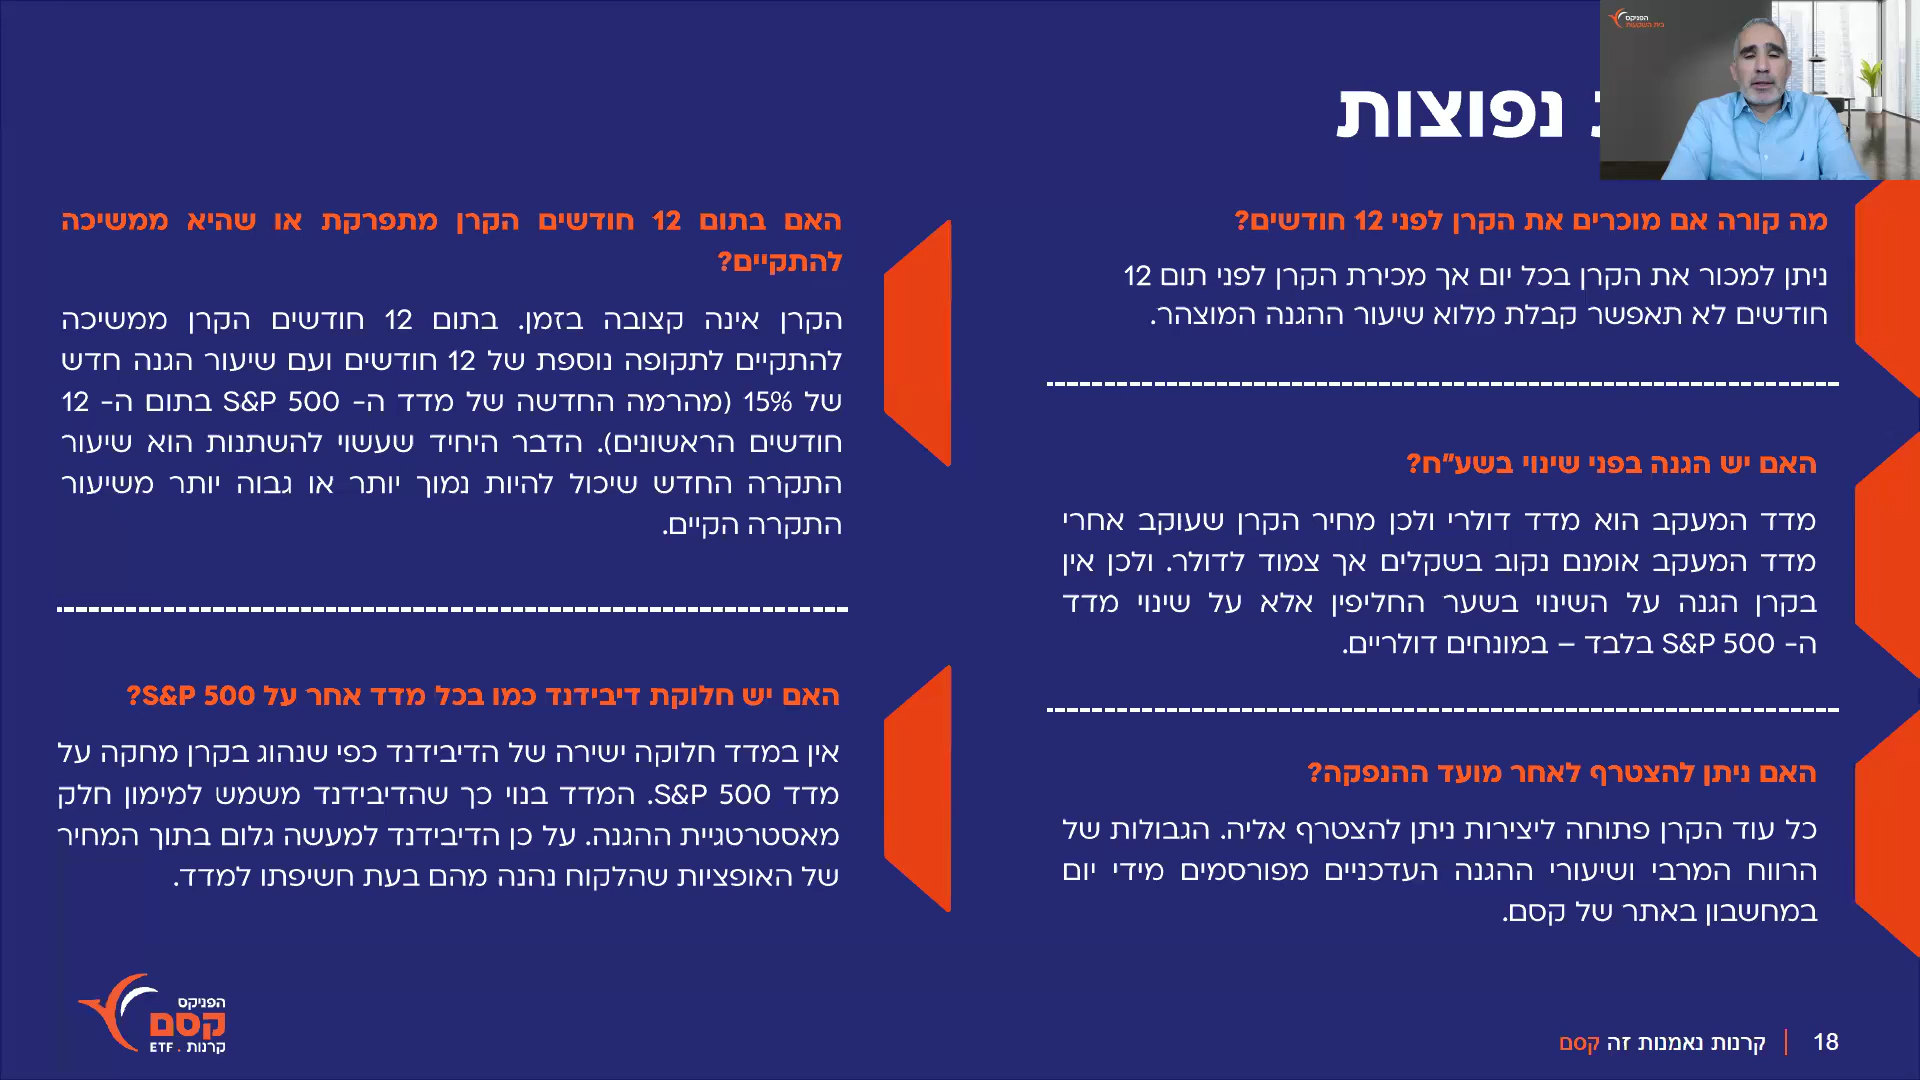 נפוצות
הפניקס
בית השקעות
מה קורה אם מוכרים את הקרן לפני 12 חודשים?
ניתן למכור את הקרן בכל יום אך מכירת הקרן לפני תום 12
חודשים לא תאפשר קבלת מלוא שיעור ההגנה המוצהר.
האם יש הגנה בפני שינוי בשע"ח?
מדד המעקב הוא מדד דולרי ולכן מחיר הקרן שעוקב אחרי
מדד המעקב אומנם נקוב בשקלים אך צמוד לדולר. ולכן אין
בקרן הגנה על השינוי בשער החליפין אלא על שינוי מדד
ה- S&P 500 בלבד – במונחים דולריים.
האם ניתן להצטרף לאחר מועד ההנפקה?
כל עוד הקרן פתוחה ליצירות ניתן להצטרף אליה. הגבולות של
הרווח המרבי ושיעורי ההגנה העדכניים מפורסמים מידי יום
במחשבון באתר של קסם.
האם בתום 12 חודשים הקרן מתפרקת או שהיא ממשיכה
להתקיים?
הקרן אינה קצובה בזמן. בתום 12 חודשים הקרן ממשיכה
להתקיים לתקופה נוספת של 12 חודשים ועם שיעור הגנה חדש
של 15% (מהרמה החדשה של מדד ה- S&P 500 בתום ה- 12
חודשים הראשונים). הדבר היחיד שעשוי להשתנות הוא שיעור
התקרה החדש שיכול להיות נמוך יותר או גבוה יותר משיעור
התקרה הקיים.
האם יש חלוקת דיבידנד כמו בכל מדד אחר על S&P 500?
אין במדד חלוקה ישירה של הדיבידנד כפי שנהוג בקרן מחקה על
מדד S&P 500. המדד בנוי כך שהדיבידנד משמש למימון חלק
מאסטרטגיית ההגנה. על כן הדיבידנד למעשה גלום בתוך המחיר
של האופציות שהלקוח נהנה מהם בעת חשיפתו למדד.
הפניקס
קסם
קרנות . ETF
18 | קרנות נאמנות זה קסם